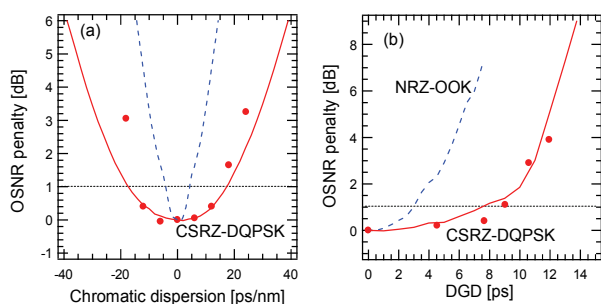 (a)
OSNR penalty [dB]
6
5
4
3
2
1
0
CSRZ-DQPSK
-40
-20
0
20
40
Chromatic dispersion [ps/nm]
(b)
OSNR penalty [dB]
8
6
4
2
0
NRZ-OOK
CSRZ-DQPSK
0
2
4
6
8
10
12
14
DGD [ps]